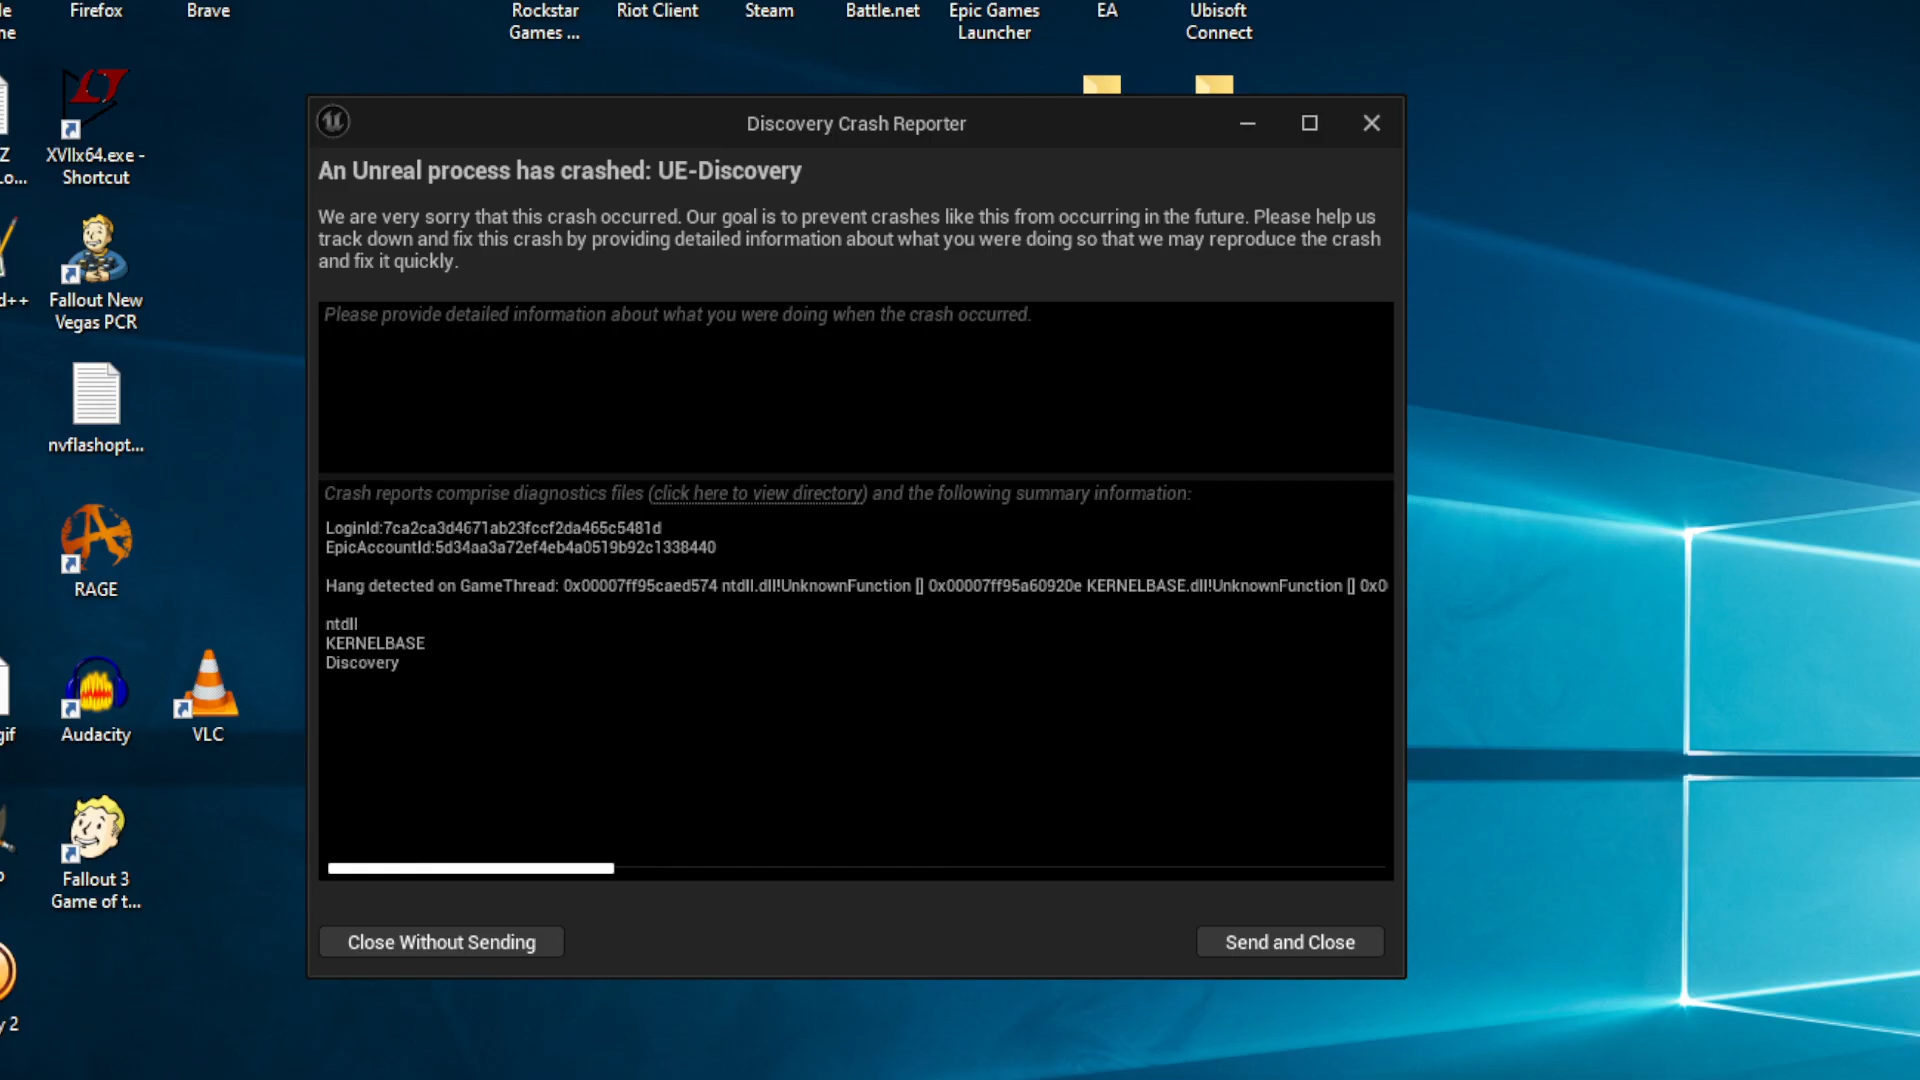 le
ne
Firefox
Brave
Rockstar
Games ...
Riot Client
Steam
Battle.net
Epic Games
Launcher
EA
Ubisoft
Connect
Z
Lo...
XVIIx64.exe -
Shortcut
d++
Fallout New
Vegas PCR
nvflashopt...
RAGE
gif
Audacity
VLC
Fallout 3
Game of t...
y 2
Discovery Crash Reporter
An Unreal process has crashed: UE-Discovery
We are very sorry that this crash occurred. Our goal is to prevent crashes like this from occurring in the future. Please help us
track down and fix this crash by providing detailed information about what you were doing so that we may reproduce the crash
and fix it quickly.
Please provide detailed information about what you were doing when the crash occurred.
Crash reports comprise diagnostics files (click here to view directory) and the following summary information:
LoginId:7ca2ca3d4671ab23fccf2da465c5481d
EpicAccountId:5d34aa3a72ef4eb4a0519b92c1338440
Hang detected on GameThread: 0x00007ff95caed574 ntdll.dll!UnknownFunction [] 0x00007ff95a60920e KERNELBASE.dll!UnknownFunction [] 0x0
ntdll
KERNELBASE
Discovery
Close Without Sending
Send and Close